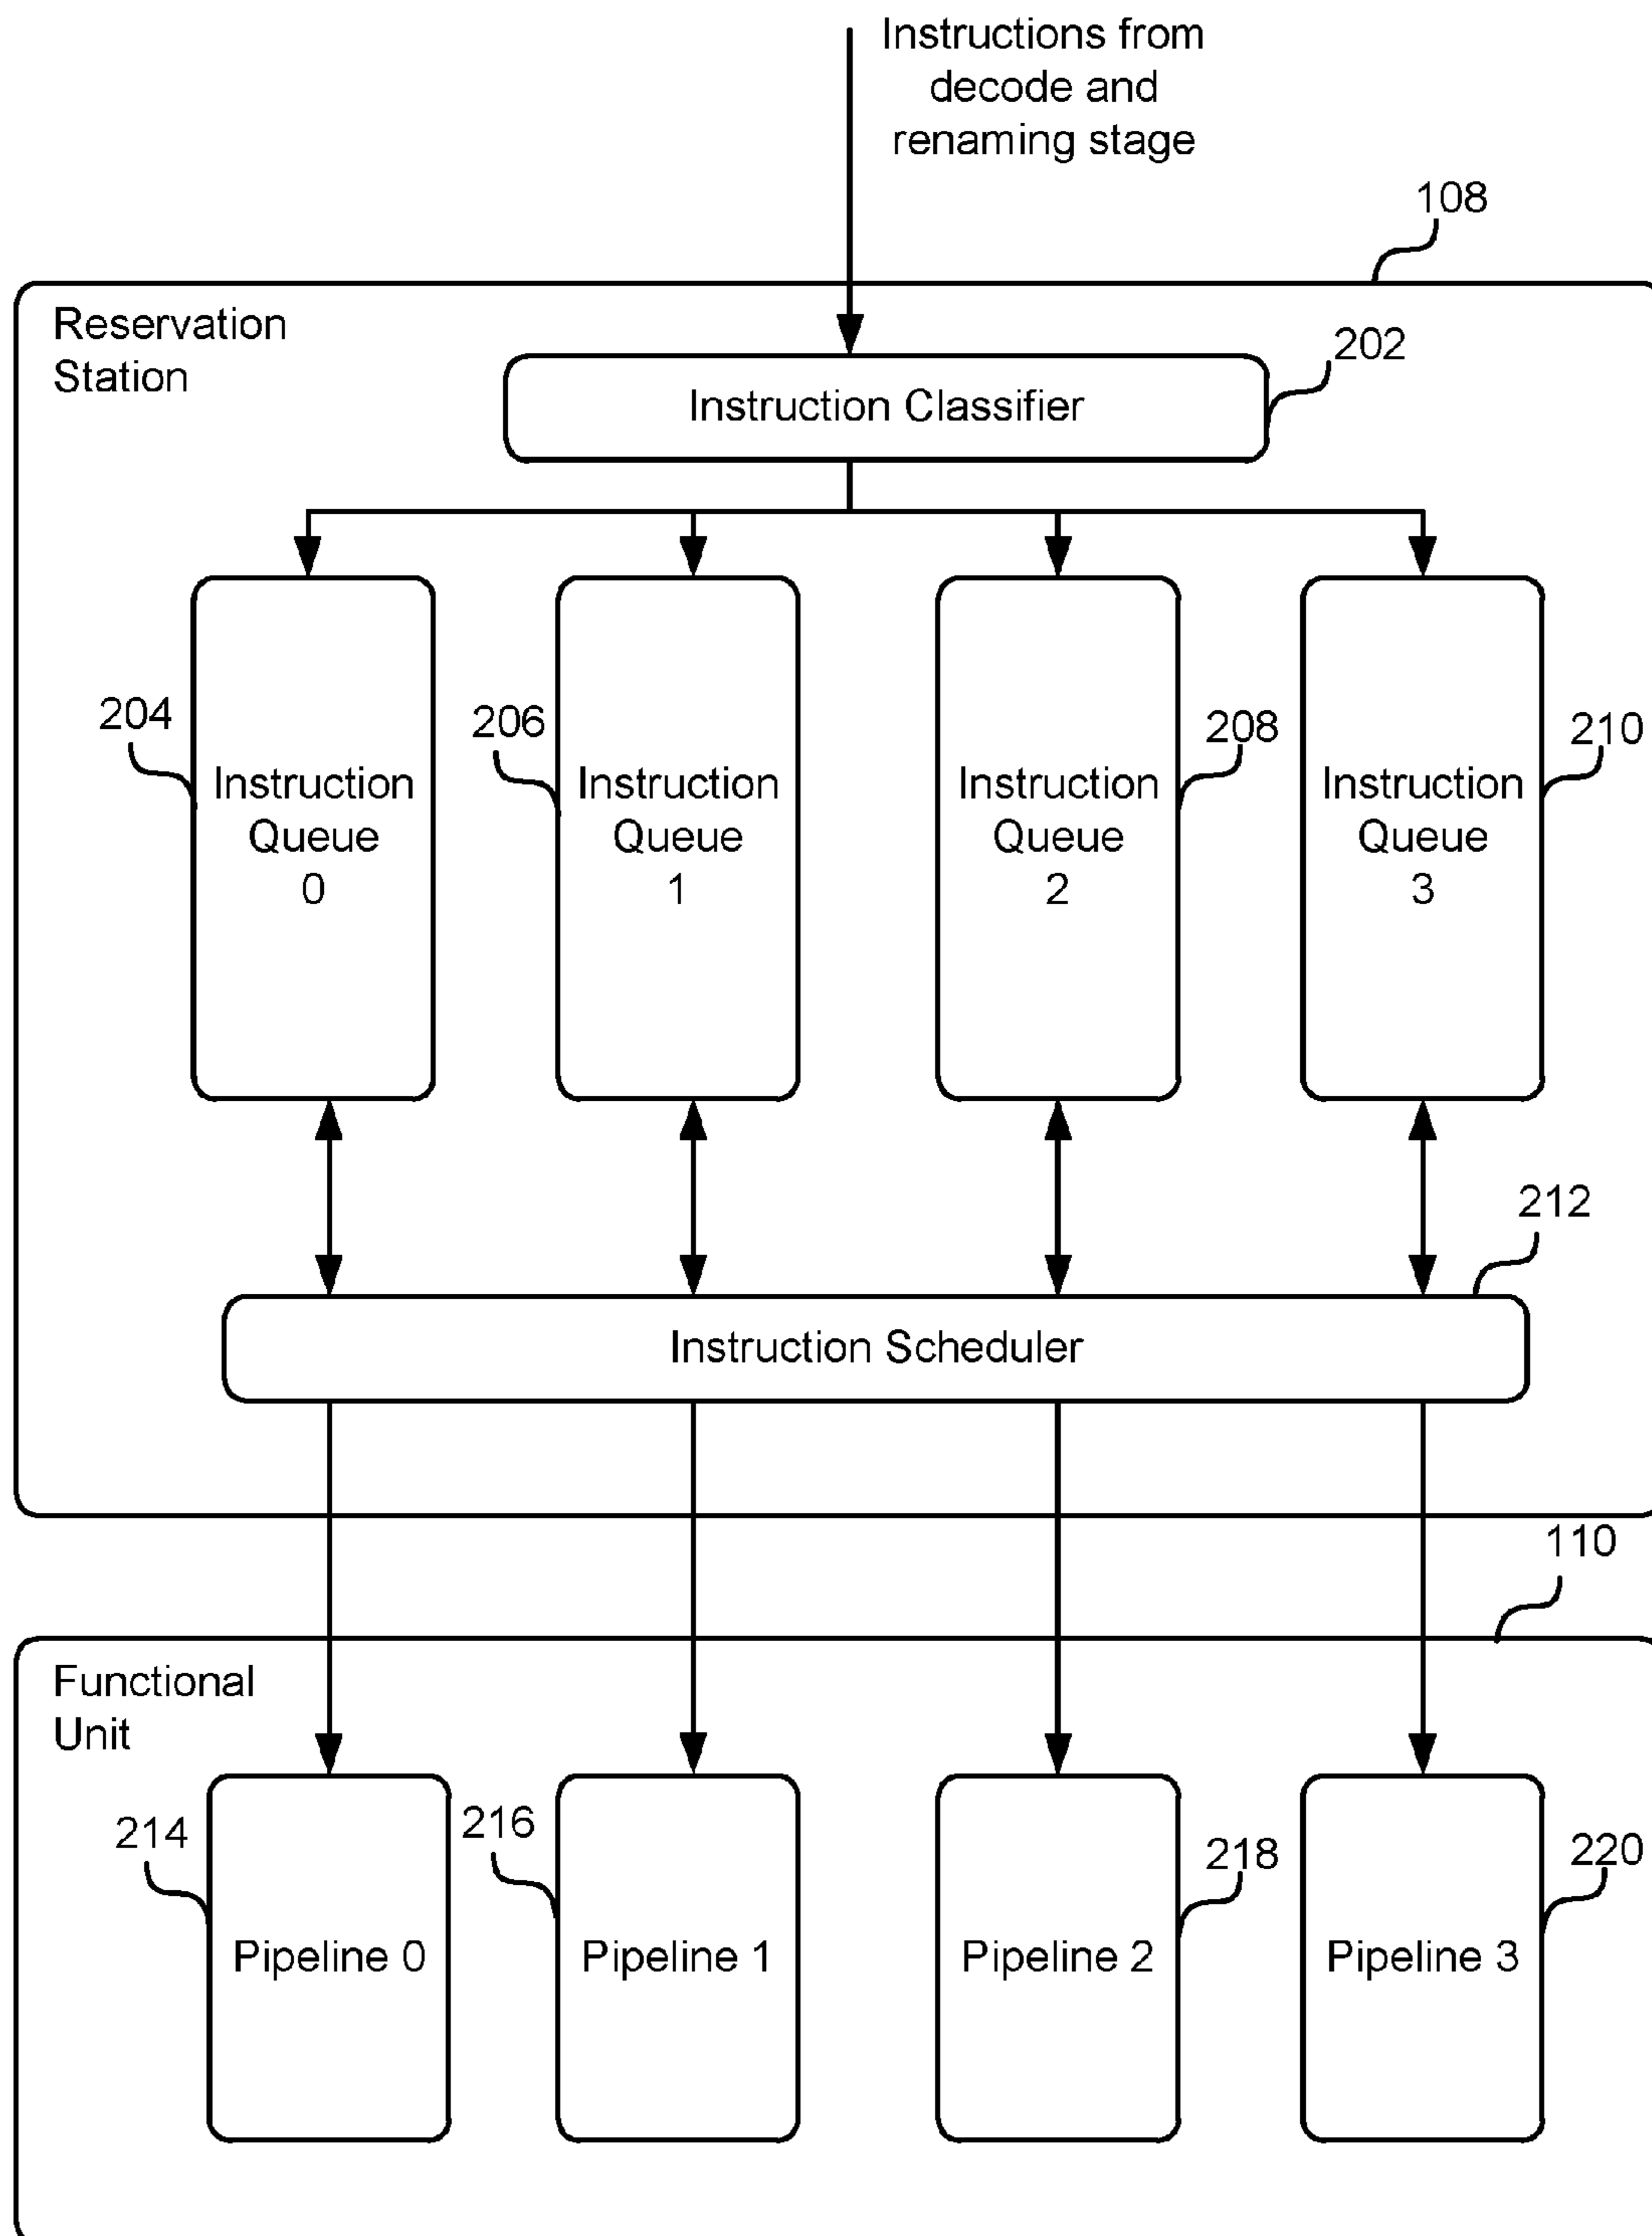 Instructions from
decode and
renaming stage
108
Reservation
Station
202
Instruction Classifier
204
206
208
210
Instruction
Queue
0
Instruction
Queue
1
Instruction
Queue
2
Instruction
Queue
3
212
Instruction Scheduler
110
Functional
Unit
214
216
218
220
Pipeline 0
Pipeline 1
Pipeline 2
Pipeline 3